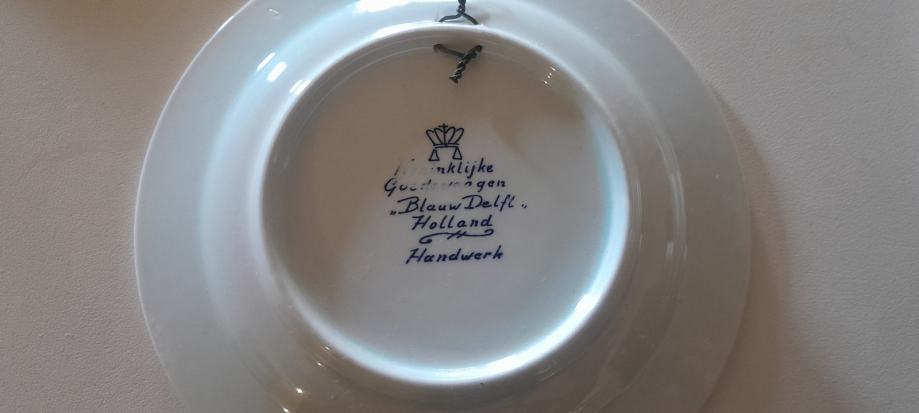 Koninklijke
Goedewaagen
„Blauw Delft„
Holland
Handwerk